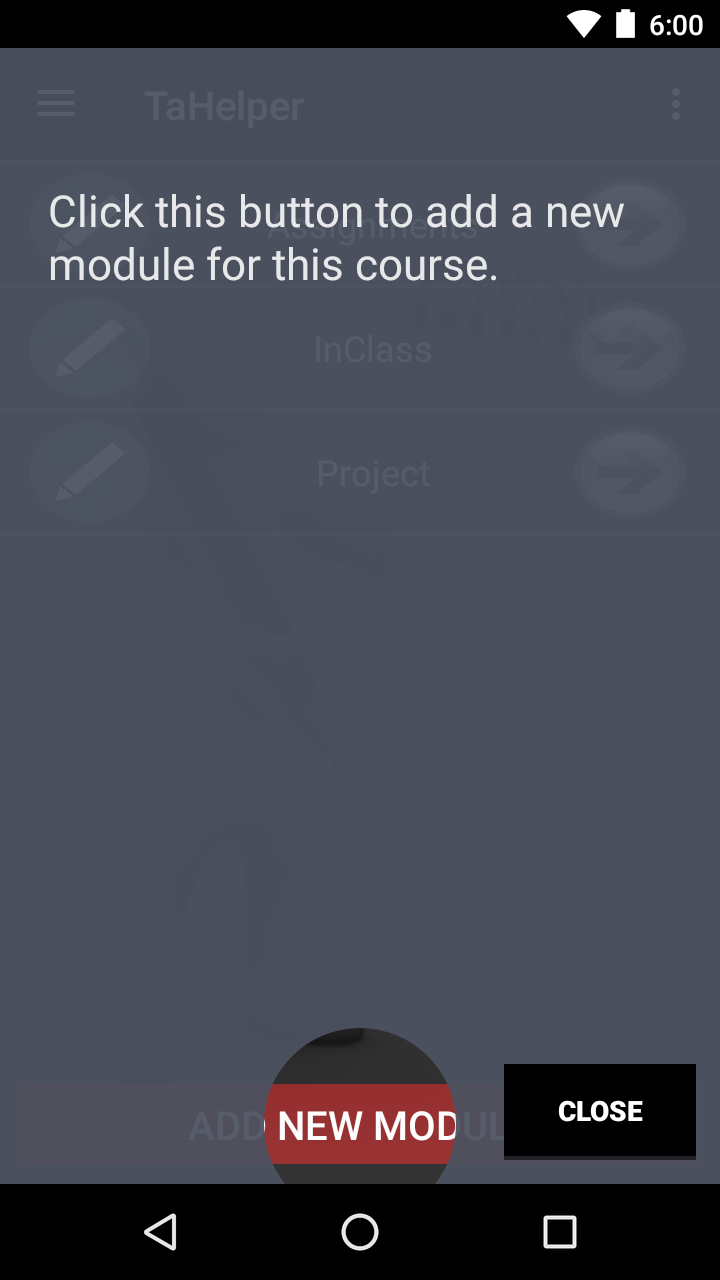 6:00
TaHelper
Click this button to add a new
module for this course.
Assignments
InClass
Project
ADD NEW MODUL
CLOSE